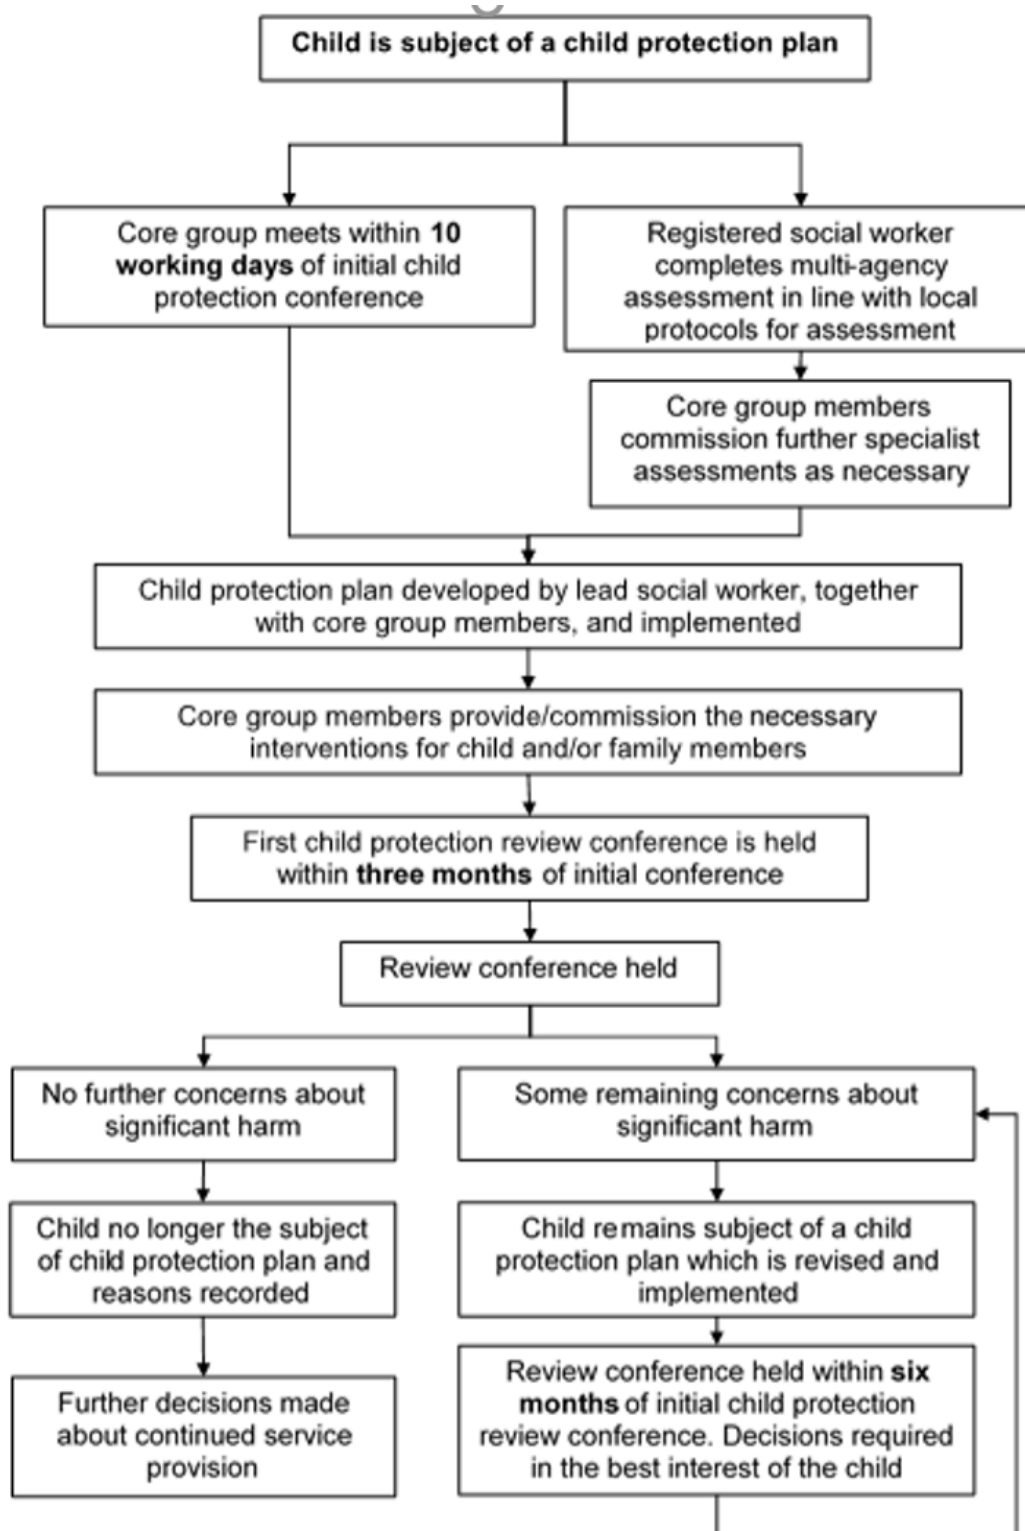 Child is subject of a child protection plan
Core group meets within 10
working days of initial child
protection conference
Registered social worker
completes multi-agency
assessment in line with local
protocols for assessment
Core group members
commission further specialist
assessments as necessary
Child protection plan developed by lead social worker, together
with core group members, and implemented
Core group members provide/commission the necessary
interventions for child and/or family members
First child protection review conference is held
within three months of initial conference
Review conference held
No further concerns about
significant harm
Some remaining concerns about
significant harm
Child no longer the subject
of child protection plan and
reasons recorded
Child remains subject of a child
protection plan which is revised and
implemented
Further decisions made
about continued service
provision
Review conference held within six
months of initial child protection
review conference. Decisions required
in the best interest of the child